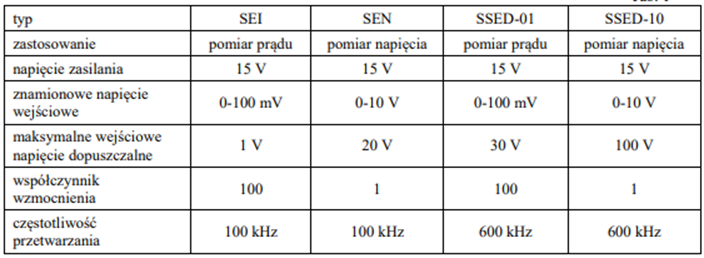 typ SEI SEN SSED-01 SSED-10
zastosowanie pomiar prądu pomiar napięcia pomiar prądu pomiar napięcia
napięcie zasilania 15 V 15 V 15 V 15 V
znamionowe napięcie
wejściowe 0-100 mV 0-10 V 0-100 mV 0-10 V
maksymalne wejściowe
napięcie dopuszczalne 1 V 20 V 30 V 100 V
współczynnik
wzmocnienia 100 1 100 1
częstotliwość
przetwarzania 100 kHz 100 kHz 600 kHz 600 kHz